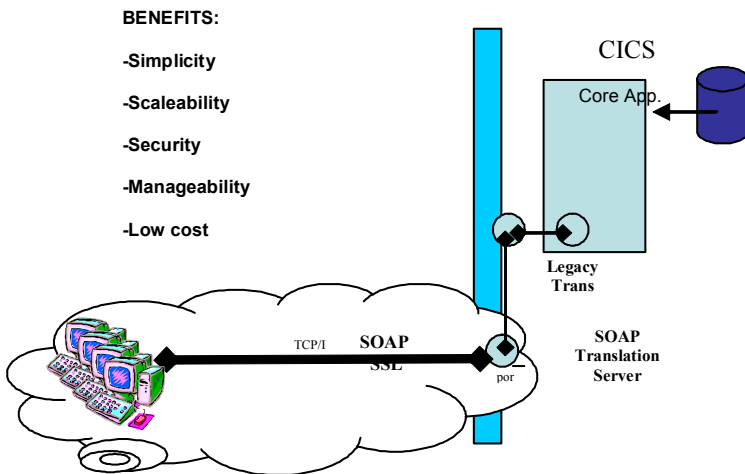 BENEFITS:
-Simplicity
-Scaleability
-Security
-Manageability
-Low cost
CICS
Core App.
Legacy
Trans
TCP/I
SOAP
SSL
por
SOAP
Translation
Server